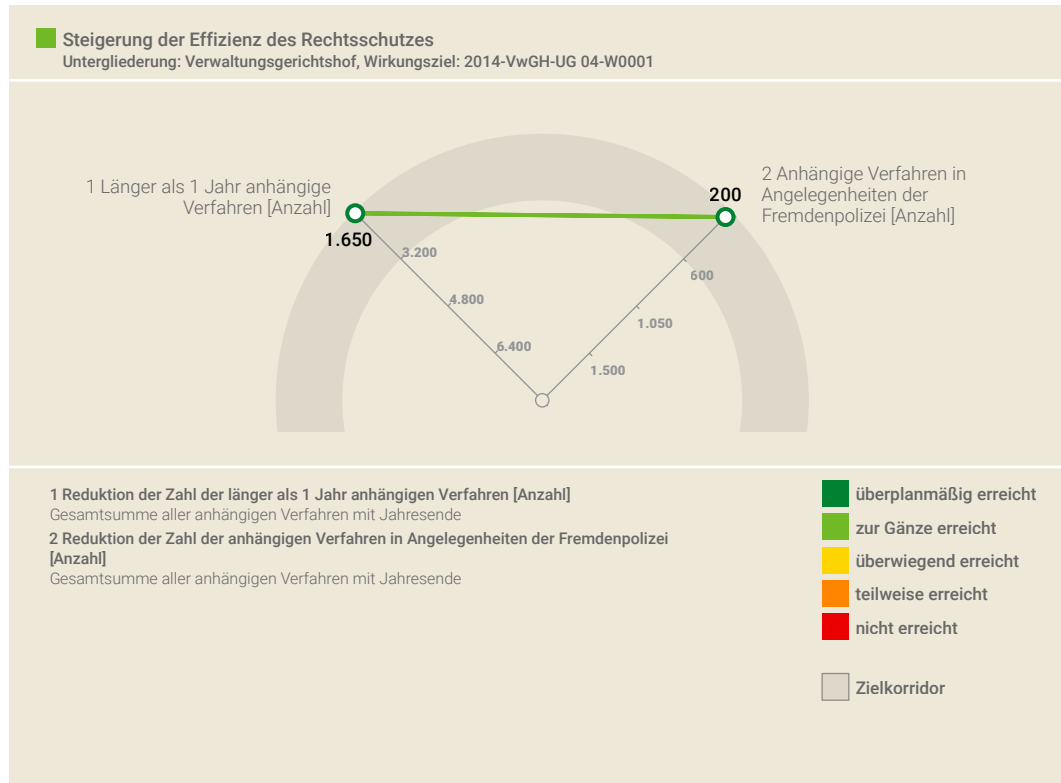 Steigerung der Effizienz des Rechtsschutzes
Untergliederung: Verwaltungsgerichtshof, Wirkungsziel: 2014-VwGH-UG 04-W0001
1 Länger als 1 Jahr anhängige
Verfahren [Anzahl]
1.650
3.200
4.800
6.400
2 Anhängige Verfahren in
Angelegenheiten der
Fremdenpolizei [Anzahl]
200
600
1.050
1.500
1 Reduktion der Zahl der länger als 1 Jahr anhängigen Verfahren [Anzahl]
Gesamtsumme aller anhängigen Verfahren mit Jahresende
2 Reduktion der Zahl der anhängigen Verfahren in Angelegenheiten der Fremdenpolizei
[Anzahl]
Gesamtsumme aller anhängigen Verfahren mit Jahresende
überplanmäßig erreicht
zur Gänze erreicht
überwiegend erreicht
teilweise erreicht
nicht erreicht
Zielkorridor